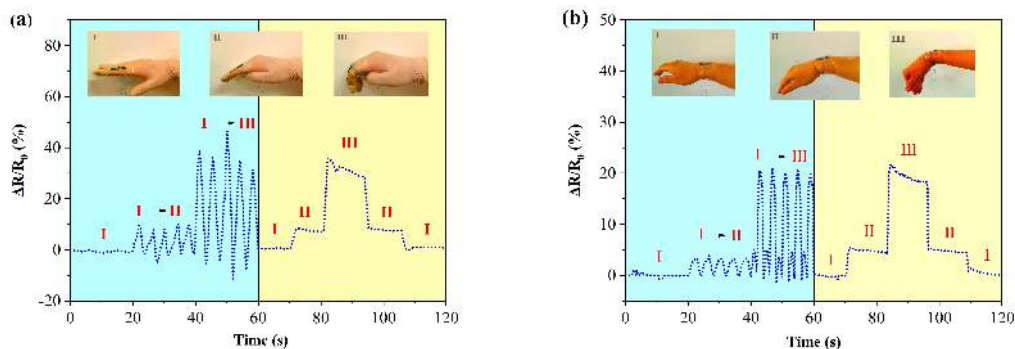 (a)
80
60
40
20
0
-20
ΔR/R₀ (%)
0 20 40 60 80 100 120
Time (s)
I II III
I III
I II
I
III
II II
I I
(b)
50
40
30
20
10
0
ΔR/R₀ (%)
0 20 40 60 80 100 120
Time (s)
I II III
I III
I II
I
III
II II
I I